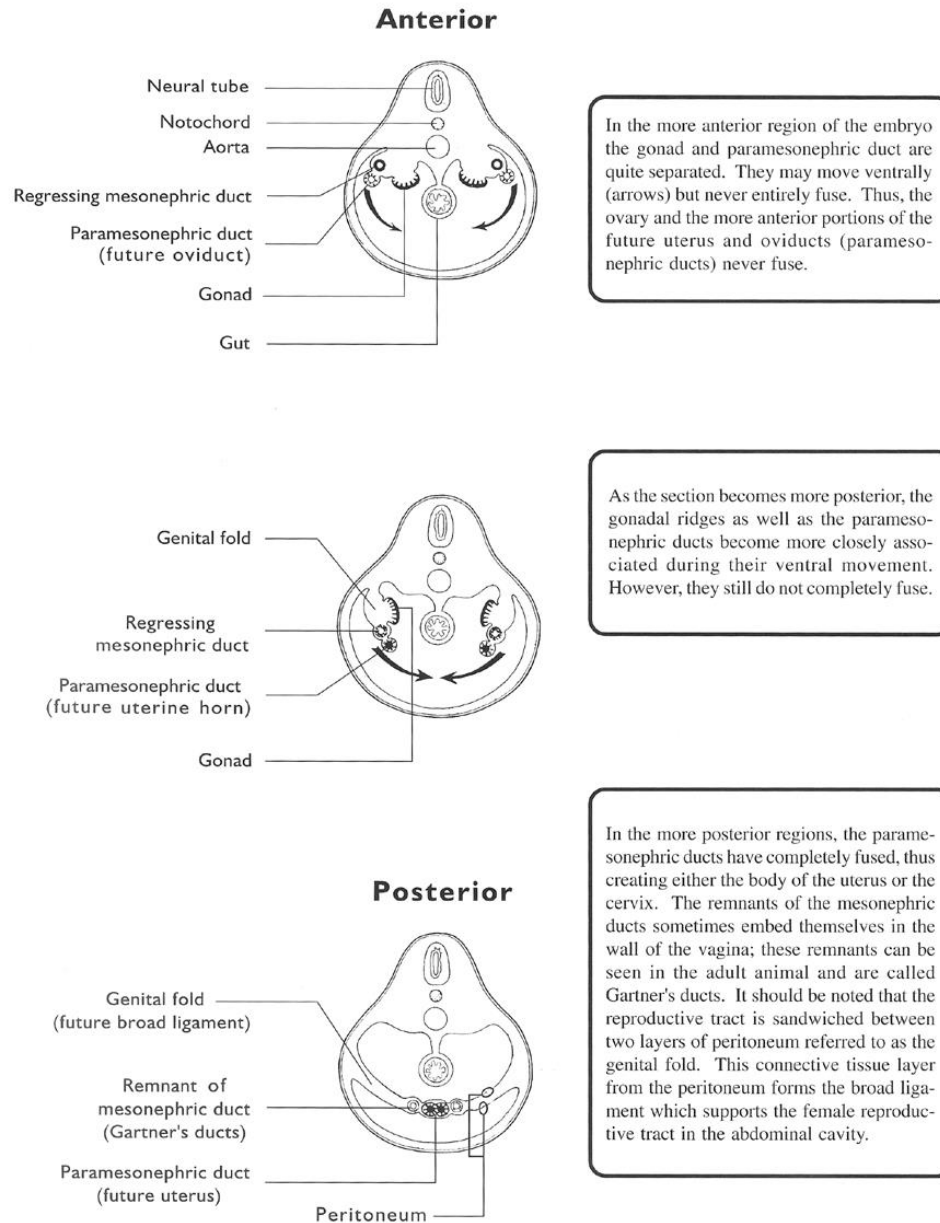 Anterior
Neural tube
Notochord
Aorta
Regressing mesonephric duct
Paramesonephric duct
(future oviduct)
Gonad
Gut
In the more anterior region of the embryo
the gonad and paramesonephric duct are
quite separated. They may move ventrally
(arrows) but never entirely fuse. Thus, the
ovary and the more anterior portions of the
future uterus and oviducts (parameso-
nephric ducts) never fuse.
Genital fold
Regressing
mesonephric duct
Paramesonephric duct
(future uterine horn)
Gonad
As the section becomes more posterior, the
gonadal ridges as well as the parameso-
nephric ducts become more closely asso-
ciated during their ventral movement.
However, they still do not completely fuse.
Posterior
Genital fold
(future broad ligament)
Remnant of
mesonephric duct
(Gartner's ducts)
Paramesonephric duct
(future uterus)
Peritoneum
In the more posterior regions, the parame-
sonephric ducts have completely fused, thus
creating either the body of the uterus or the
cervix. The remnants of the mesonephric
ducts sometimes embed themselves in the
wall of the vagina; these remnants can be
seen in the adult animal and are called
Gartner's ducts. It should be noted that the
reproductive tract is sandwiched between
two layers of peritoneum referred to as the
genital fold. This connective tissue layer
from the peritoneum forms the broad liga-
ment which supports the female reproduc-
tive tract in the abdominal cavity.